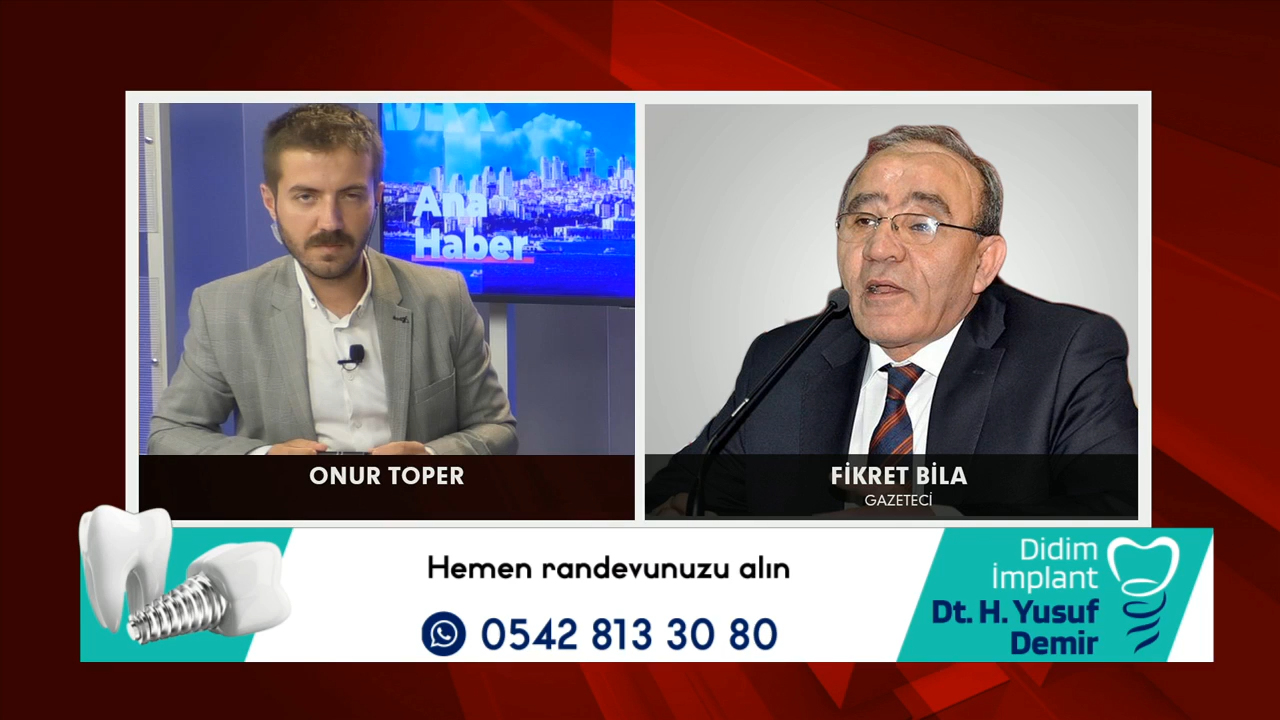 Ana
Haber
ONUR TOPER
FİKRET BİLA
GAZETECİ
Hemen randevunuzu alın
0542 813 30 80
Didim
İmplant
Dt. H. Yusuf
Demir